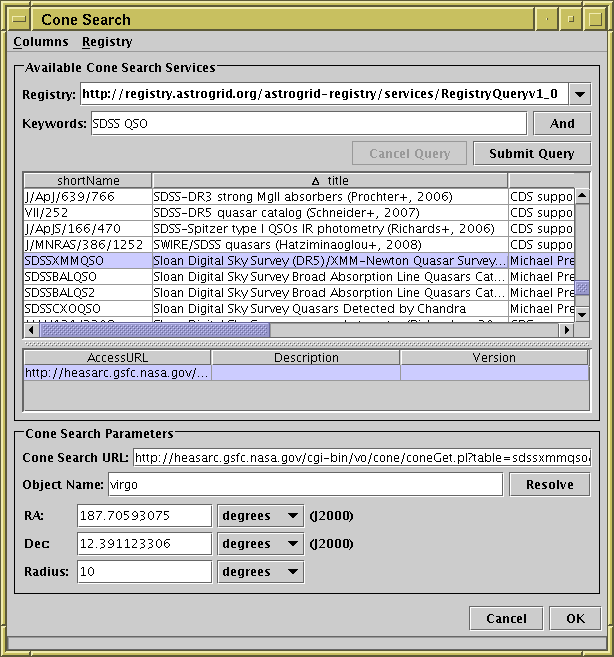 Cone Search
Columns Registry
Available Cone Search Services
Registry: http://registry.astrogrid.org/astrogrid-registry/services/RegistryQueryv1_0
Keywords: SDSS QSO And
Cancel Query Submit Query
shortName Δ title
J/ApJ/639/766 SDSS-DR3 strong MgII absorbers (Prochter+, 2006) CDS suppo
VII/252 SDSS-DR5 quasar catalog (Schneider+, 2007) CDS suppo
J/ApJS/166/470 SDSS-Spitzer type I QSOs IR photometry (Richards+, 2006) CDS suppo
J/MNRAS/386/1252 SWIRE/SDSS quasars (Hatziminaoglou+, 2008) CDS suppo
SDSSXMMQSO Sloan Digital Sky Survey (DR5)/XMM-Newton Quasar Survey... Michael Pre
SDSSBALQSO Sloan Digital Sky Survey Broad Absorption Line Quasars Cat... Michael Pre
SDSSBALQS2 Sloan Digital Sky Survey Broad Absorption Line Quasars Cat... Michael Pre
SDSSCXOQSO Sloan Digital Sky Survey Quasars Detected by Chandra Michael Pre
AccessURL Description Version
http://heasarc.gsfc.nasa.gov/...
Cone Search Parameters
Cone Search URL: http://heasarc.gsfc.nasa.gov/cgi-bin/vo/cone/coneGet.pl?table=sdssxmmqso
Object Name: virgo Resolve
RA: 187.70593075 degrees (J2000)
Dec: 12.391123306 degrees (J2000)
Radius: 10 degrees
Cancel OK